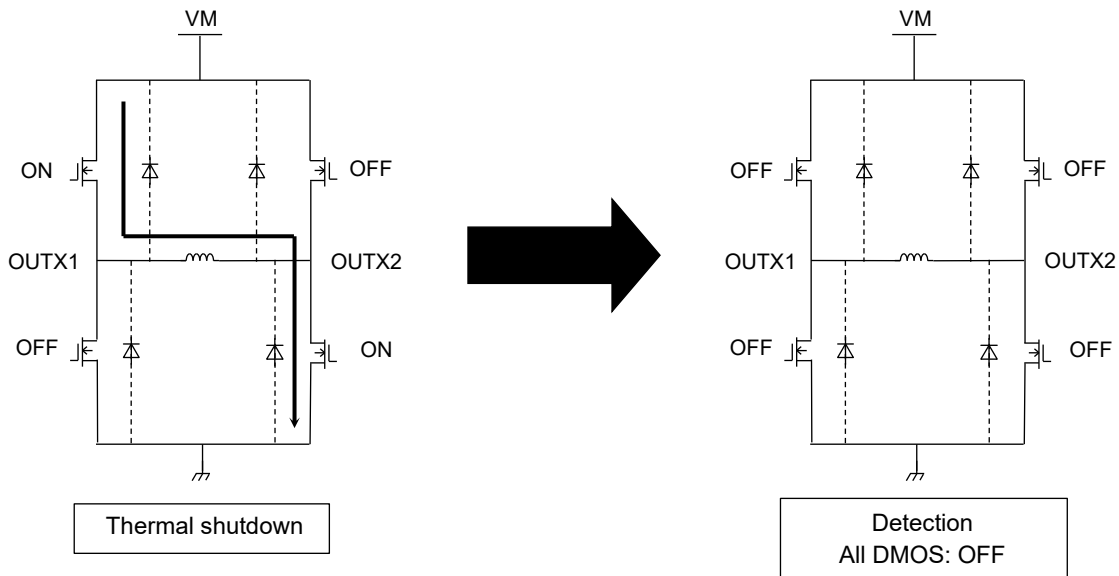 VM
ON
OFF
OUTX1
OUTX2
OFF
ON
Thermal shutdown
VM
OFF
OFF
OUTX1
OUTX2
OFF
OFF
Detection
All DMOS: OFF